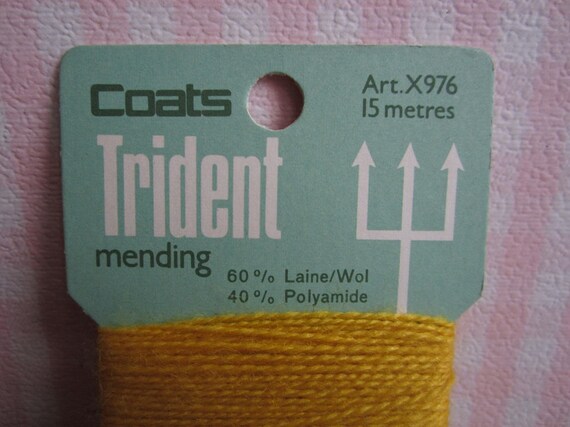 Coats
Trident
mending
Art.X976
15 metres
60% Laine/Wol
40% Polyamide